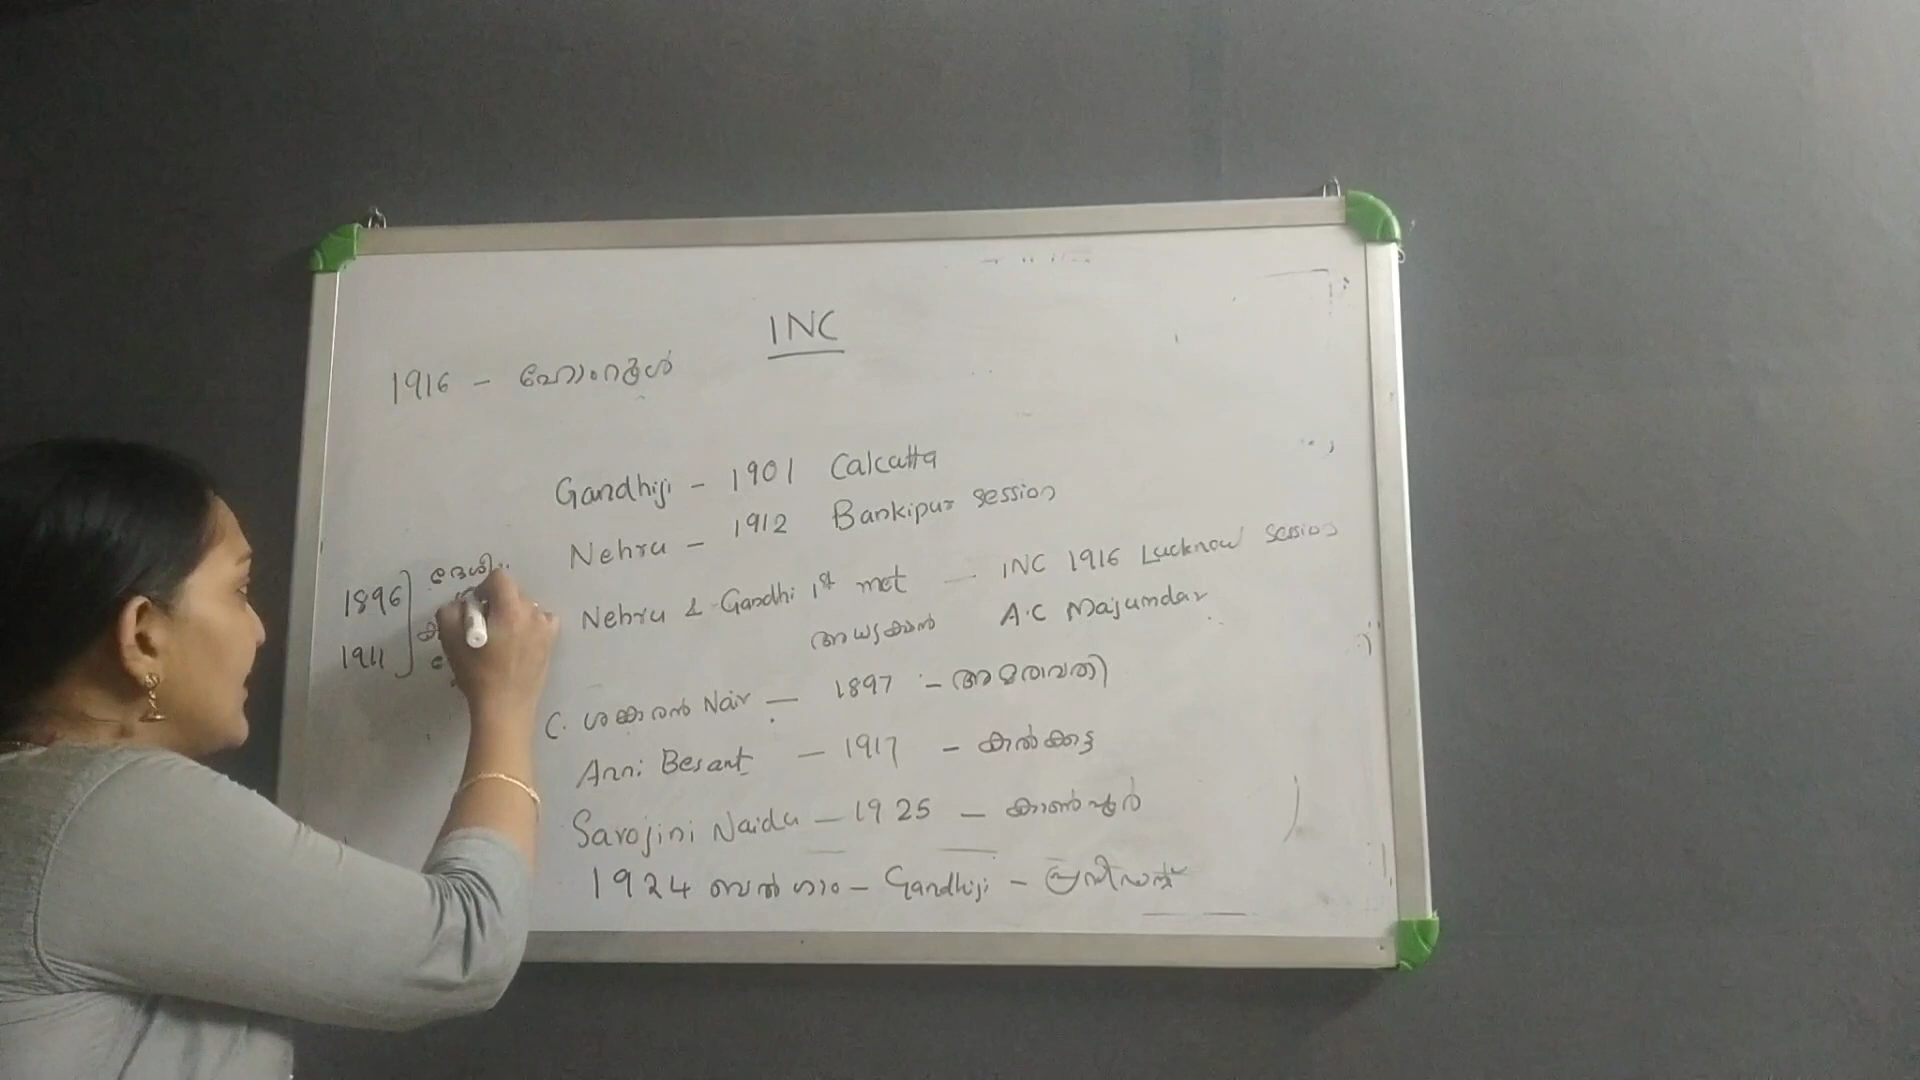 INC
1916 - ഹോംറൂൾ
Gandhiji - 1901 Calcutta
Nehru - 1912 Bankipur session
Nehru & Gandhi 1st met - INC 1916 Lucknow session
അധ്യക്ഷൻ A.C Majumdar
1896
1911
C. ശങ്കരൻ Nair - 1897 - അമരാവതി
Anni Besant - 1917 - കൽക്കട്ട
Sarojini Naidu - 1925 - കാൺപൂർ
1924 ബൽഗാം - Gandhiji - പ്രസിഡന്റ്